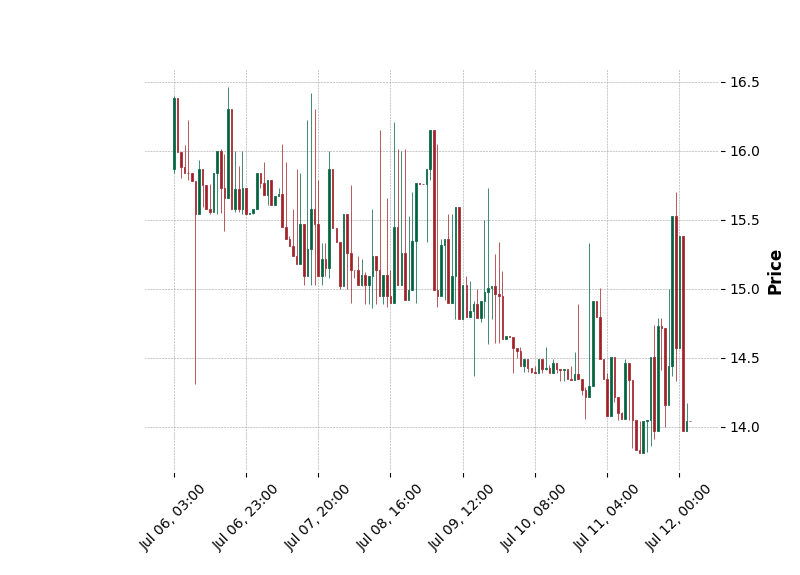 16.5
16.0
15.5
15.0
14.5
14.0
Price
Jul 06, 03:00
Jul 06, 23:00
Jul 07, 20:00
Jul 08, 16:00
Jul 09, 12:00
Jul 10, 08:00
Jul 11, 04:00
Jul 12, 00:00